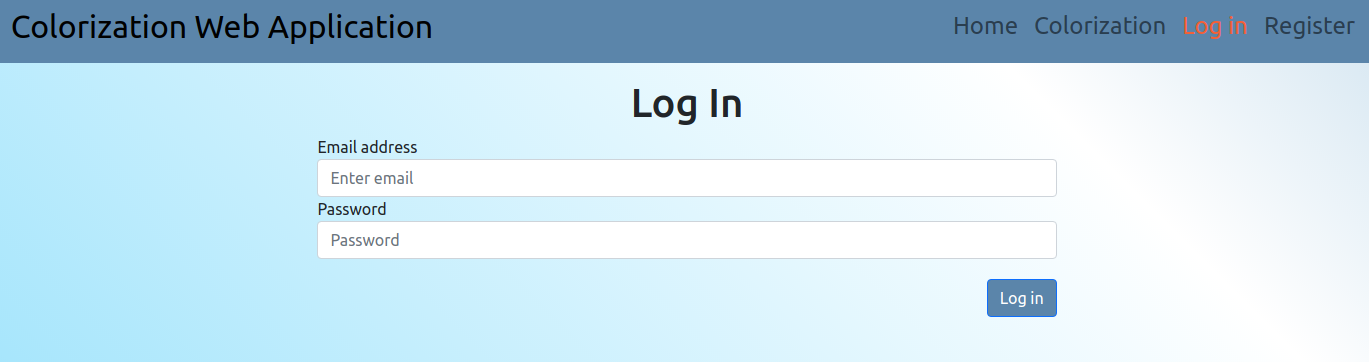 Colorization Web Application
Home Colorization Log in Register
Log In
Email address
Enter email
Password
Password
Log in